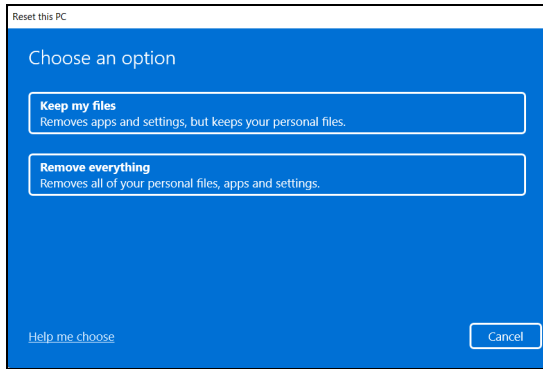 Reset this PC
Choose an option
Keep my files
Removes apps and settings, but keeps your personal files.
Remove everything
Removes all of your personal files, apps and settings.
Help me choose
Cancel